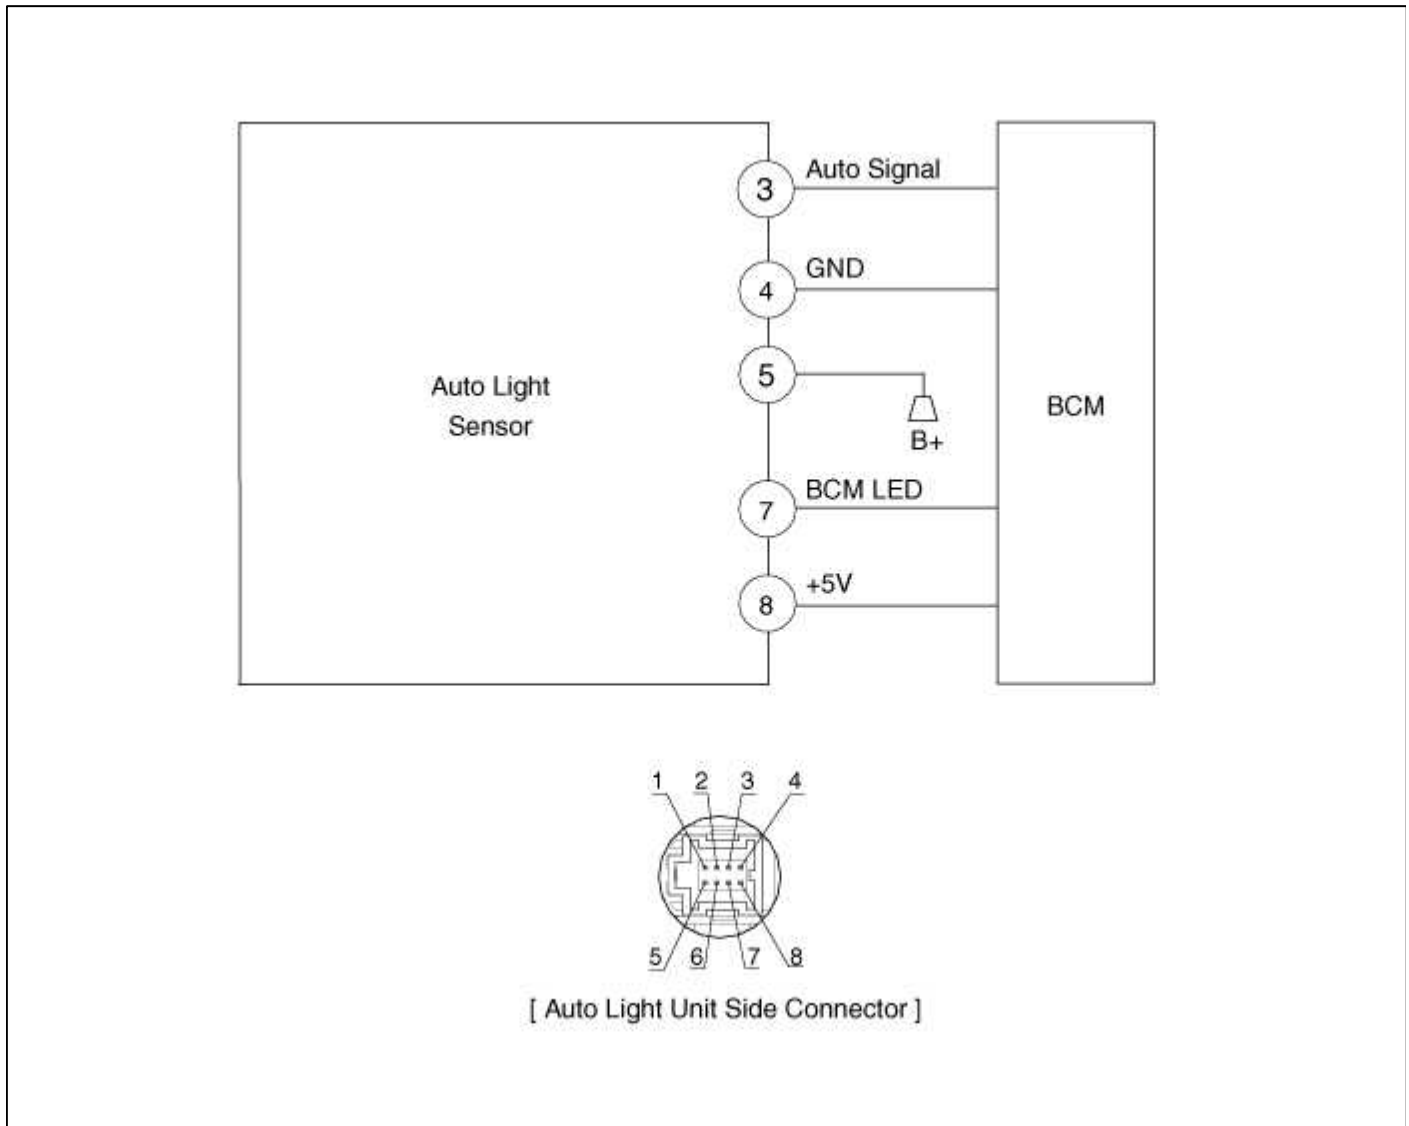 3 Auto Signal
4 GND
5
B+
Auto Light
Sensor
BCM
7 BCM LED
8 +5V
1 2 3 4
5 6 7 8
[ Auto Light Unit Side Connector ]